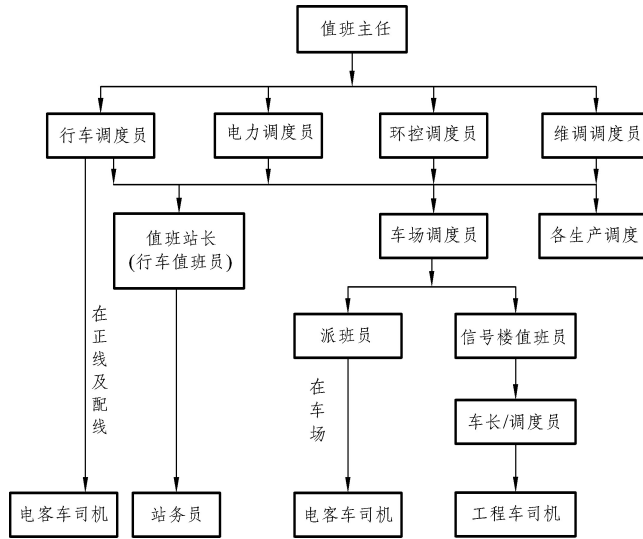 值班主任
行车调度员
电力调度员
环控调度员
维调调度员
值班站长
(行车值班员)
车场调度员
各生产调度
在正线及配线
派班员
信号楼值班员
在车场
车长/调度员
电客车司机
站务员
电客车司机
工程车司机